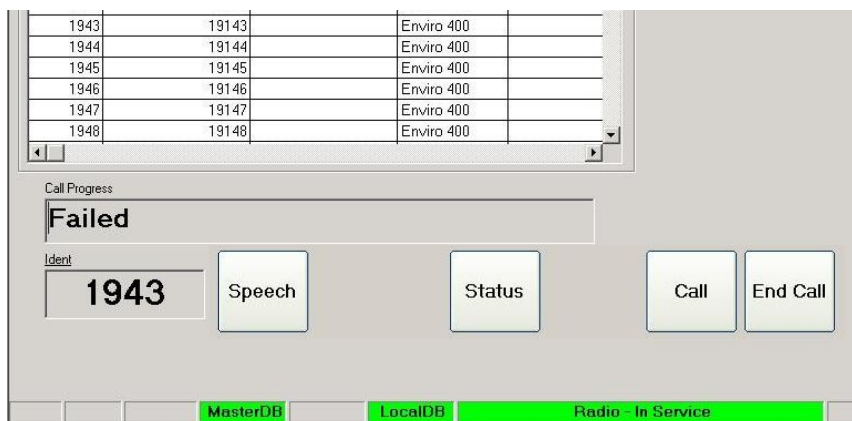 1943 19143 Enviro 400
1944 19144 Enviro 400
1945 19145 Enviro 400
1946 19146 Enviro 400
1947 19147 Enviro 400
1948 19148 Enviro 400
Call Progress
Failed
Ident
1943 Speech Status Call End Call
MasterDB LocalDB Radio - In Service